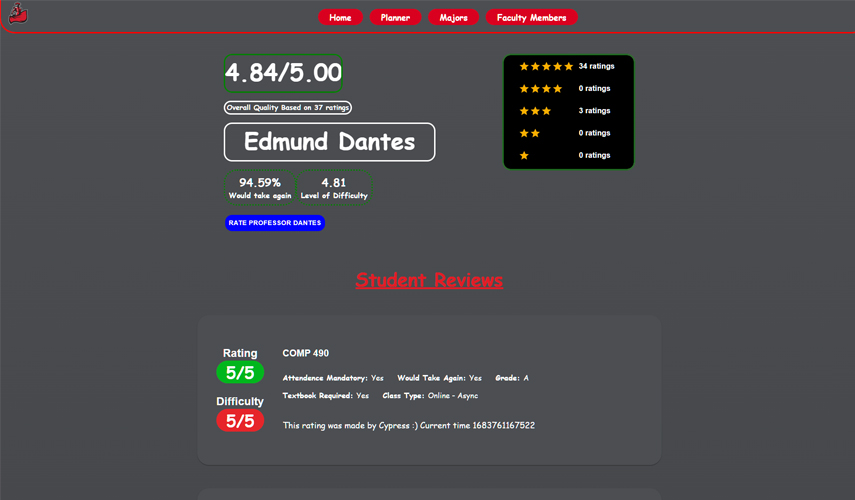 Home Planner Majors Faculty Members
4.84/5.00
Overall Quality Based on 37 ratings
Edmund Dantes
94.59% 4.81
Would take again Level of Difficulty
RATE PROFESSOR DANTES
34 ratings
0 ratings
3 ratings
0 ratings
0 ratings
Student Reviews
Rating
5/5
Difficulty
5/5
COMP 490
Attendence Mandatory: Yes Would Take Again: Yes Grade: A
Textbook Required: Yes Class Type: Online - Async
This rating was made by Cypress :) Current time 1683761167522